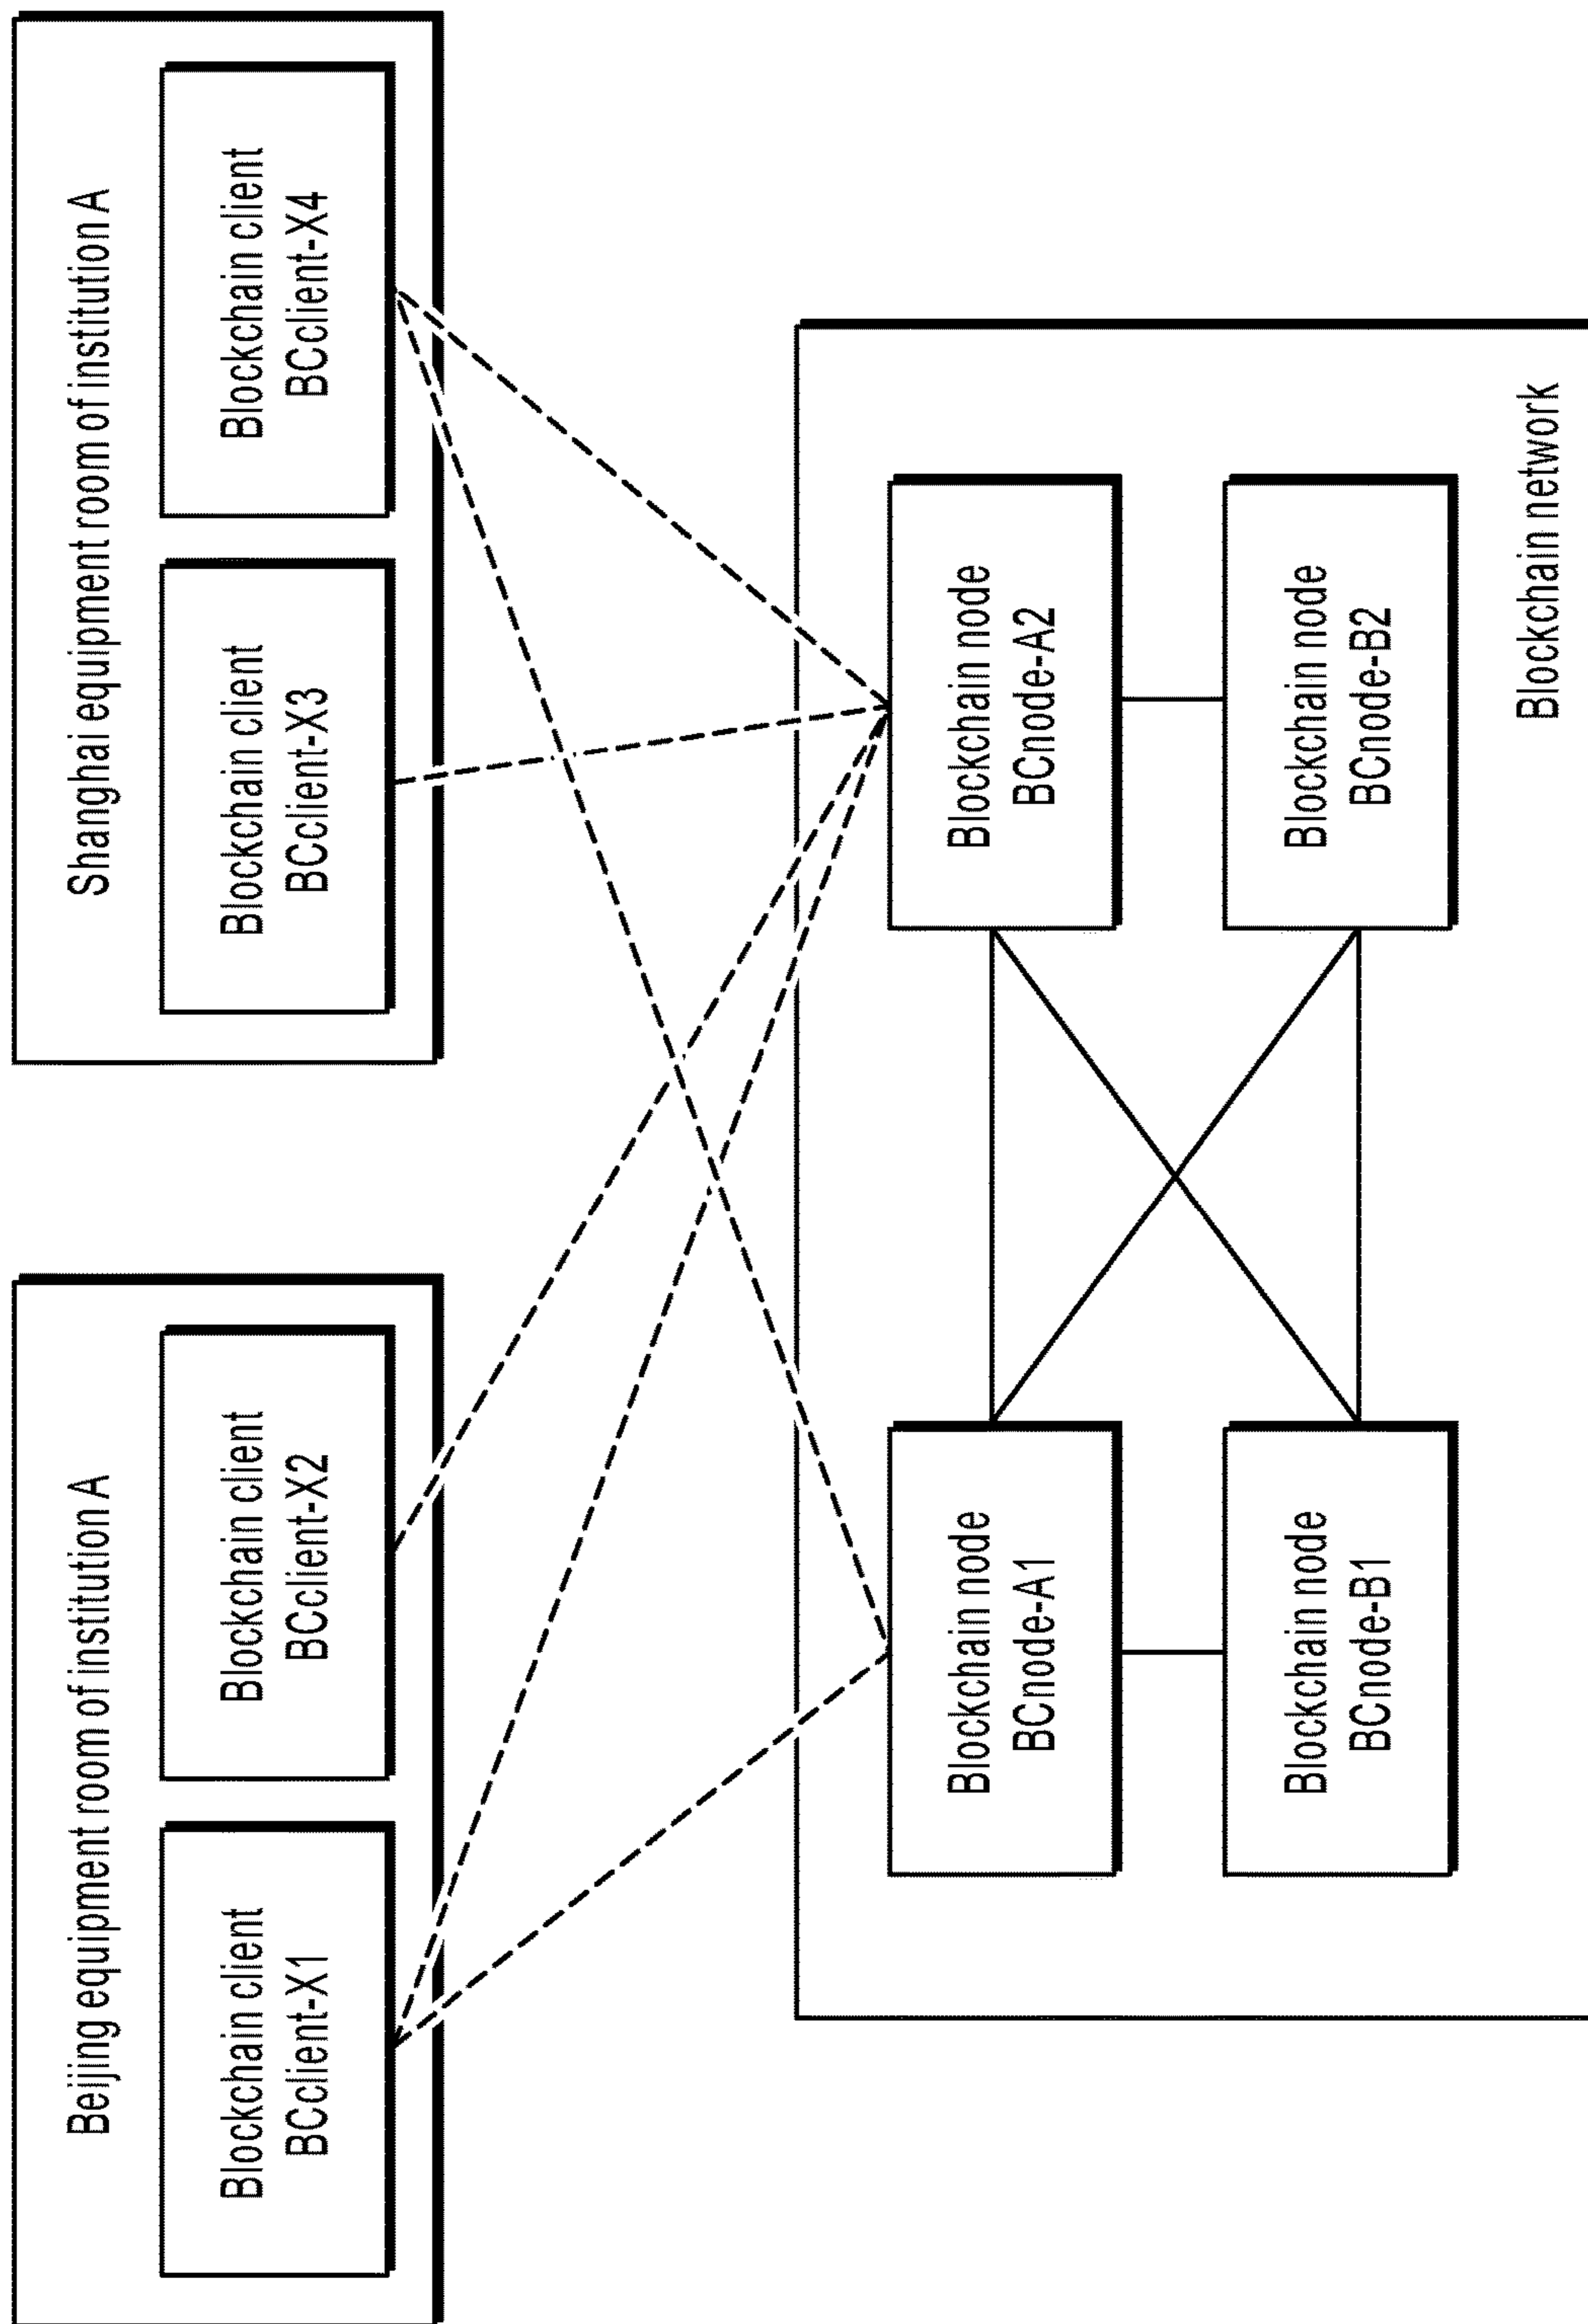 Beijing equipment room of institution A
Blockchain client
BCclient-X1
Blockchain client
BCclient-X2
Shanghai equipment room of institution A
Blockchain client
BCclient-X3
Blockchain client
BCclient-X4
Blockchain node
BCnode-A1
Blockchain node
BCnode-A2
Blockchain node
BCnode-B1
Blockchain node
BCnode-B2
Blockchain network